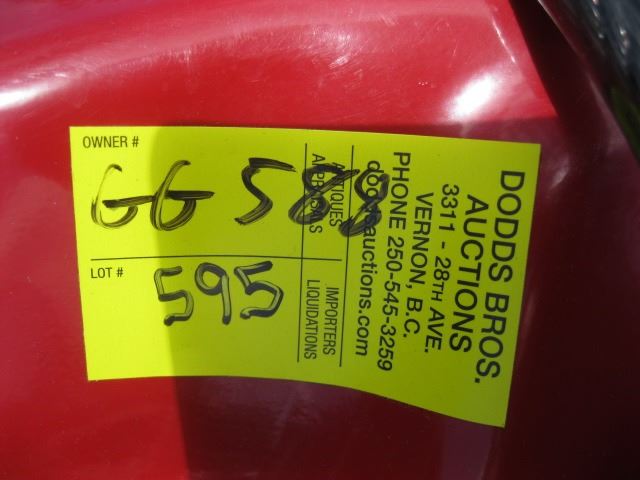 OWNER #
GG 588
LOT #
595
DODDS BROS.
AUCTIONS
3311 - 28TH AVE.
VERNON, B.C.
PHONE 250-545-3259
doddsauctions.com
ANTIQUES
APPRAISALS
IMPORTERS
LIQUIDATIONS